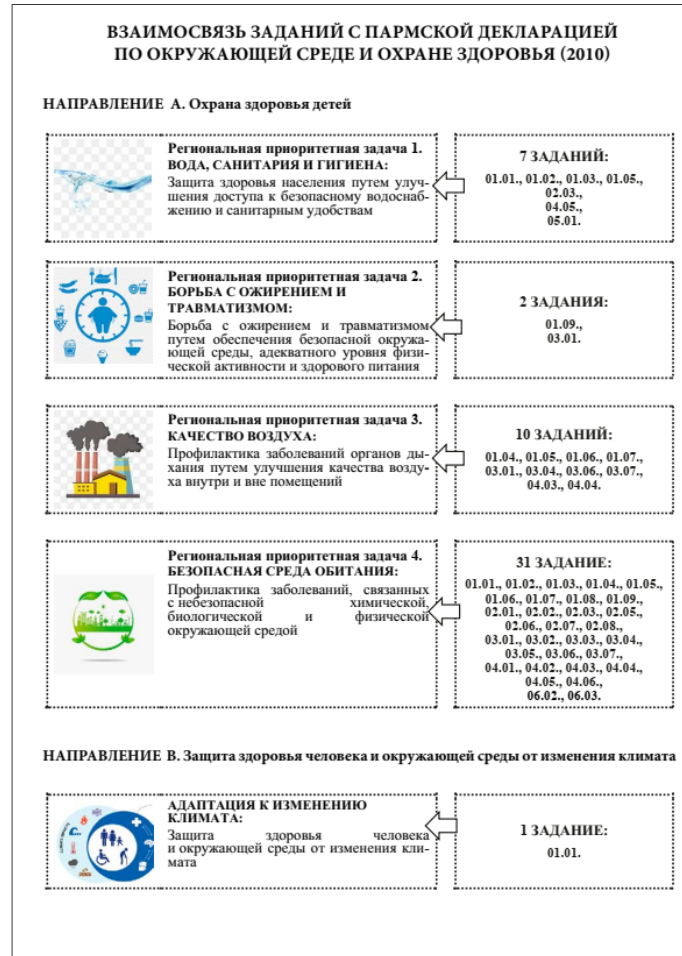 ВЗАИМОСВЯЗЬ ЗАДАНИЙ С ПАРМСКОЙ ДЕКЛАРАЦИЕЙ
ПО ОКРУЖАЮЩЕЙ СРЕДЕ И ОХРАНЕ ЗДОРОВЬЯ (2010)
НАПРАВЛЕНИЕ А. Охрана здоровья детей
Региональная приоритетная задача 1.
ВОДА, САНИТАРИЯ И ГИГИЕНА:
Защита здоровья населения путем улуч-
шения доступа к безопасному водоснаб-
жению и санитарным удобствам
7 ЗАДАНИЙ:
01.01., 01.02., 01.03., 01.05.,
02.03.,
04.05.,
05.01.
Региональная приоритетная задача 2.
БОРЬБА С ОЖИРЕНИЕМ И
ТРАВМАТИЗМОМ:
Борьба с ожирением и травматизмом
путем обеспечения безопасной окружа-
ющей среды, адекватного уровня физи-
ческой активности и здорового питания
2 ЗАДАНИЯ:
01.09.,
03.01.
Региональная приоритетная задача 3.
КАЧЕСТВО ВОЗДУХА:
Профилактика заболеваний органов ды-
хания путем улучшения качества возду-
ха внутри и вне помещений
10 ЗАДАНИЙ:
01.04., 01.05., 01.06., 01.07.,
03.01., 03.04., 03.06., 03.07.,
04.03., 04.04.
Региональная приоритетная задача 4.
БЕЗОПАСНАЯ СРЕДА ОБИТАНИЯ:
Профилактика заболеваний, связанных
с небезопасной химической,
биологической и физической
окружающей средой
31 ЗАДАНИЕ:
01.01., 01.02., 01.03., 01.04., 01.05.,
01.06., 01.07., 01.08., 01.09.,
02.01., 02.02., 02.03., 02.05.,
02.06., 02.07., 02.08.,
03.01., 03.02., 03.03., 03.04.,
03.05., 03.06., 03.07.,
04.01., 04.02., 04.03., 04.04.,
04.05., 04.06.,
06.02., 06.03.
НАПРАВЛЕНИЕ В. Защита здоровья человека и окружающей среды от изменения климата
АДАПТАЦИЯ К ИЗМЕНЕНИЮ
КЛИМАТА:
Защита здоровья человека
и окружающей среды от изменения кли-
мата
1 ЗАДАНИЕ:
01.01.